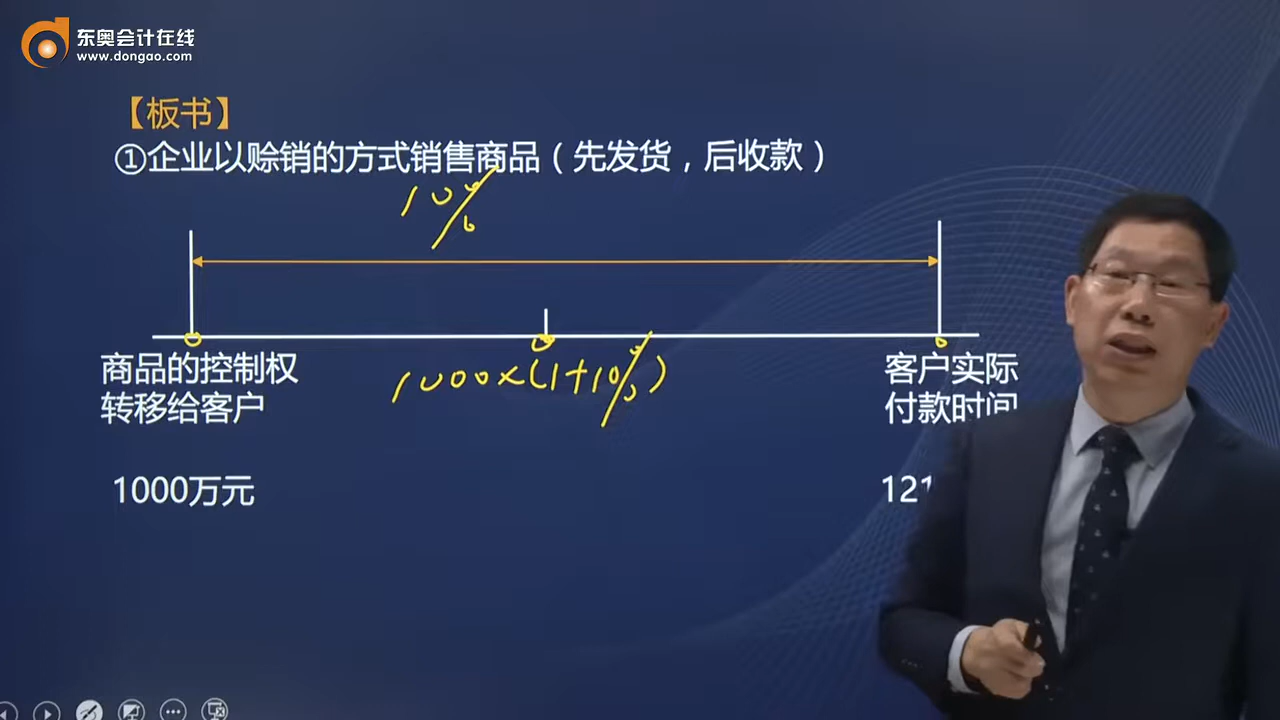 东奥会计在线
www.dongao.com
【板书】
①企业以赊销的方式销售商品（先发货，后收款）
10%
1000×(1+10%)
商品的控制权
转移给客户
客户实际
付款时间
1000万元
121